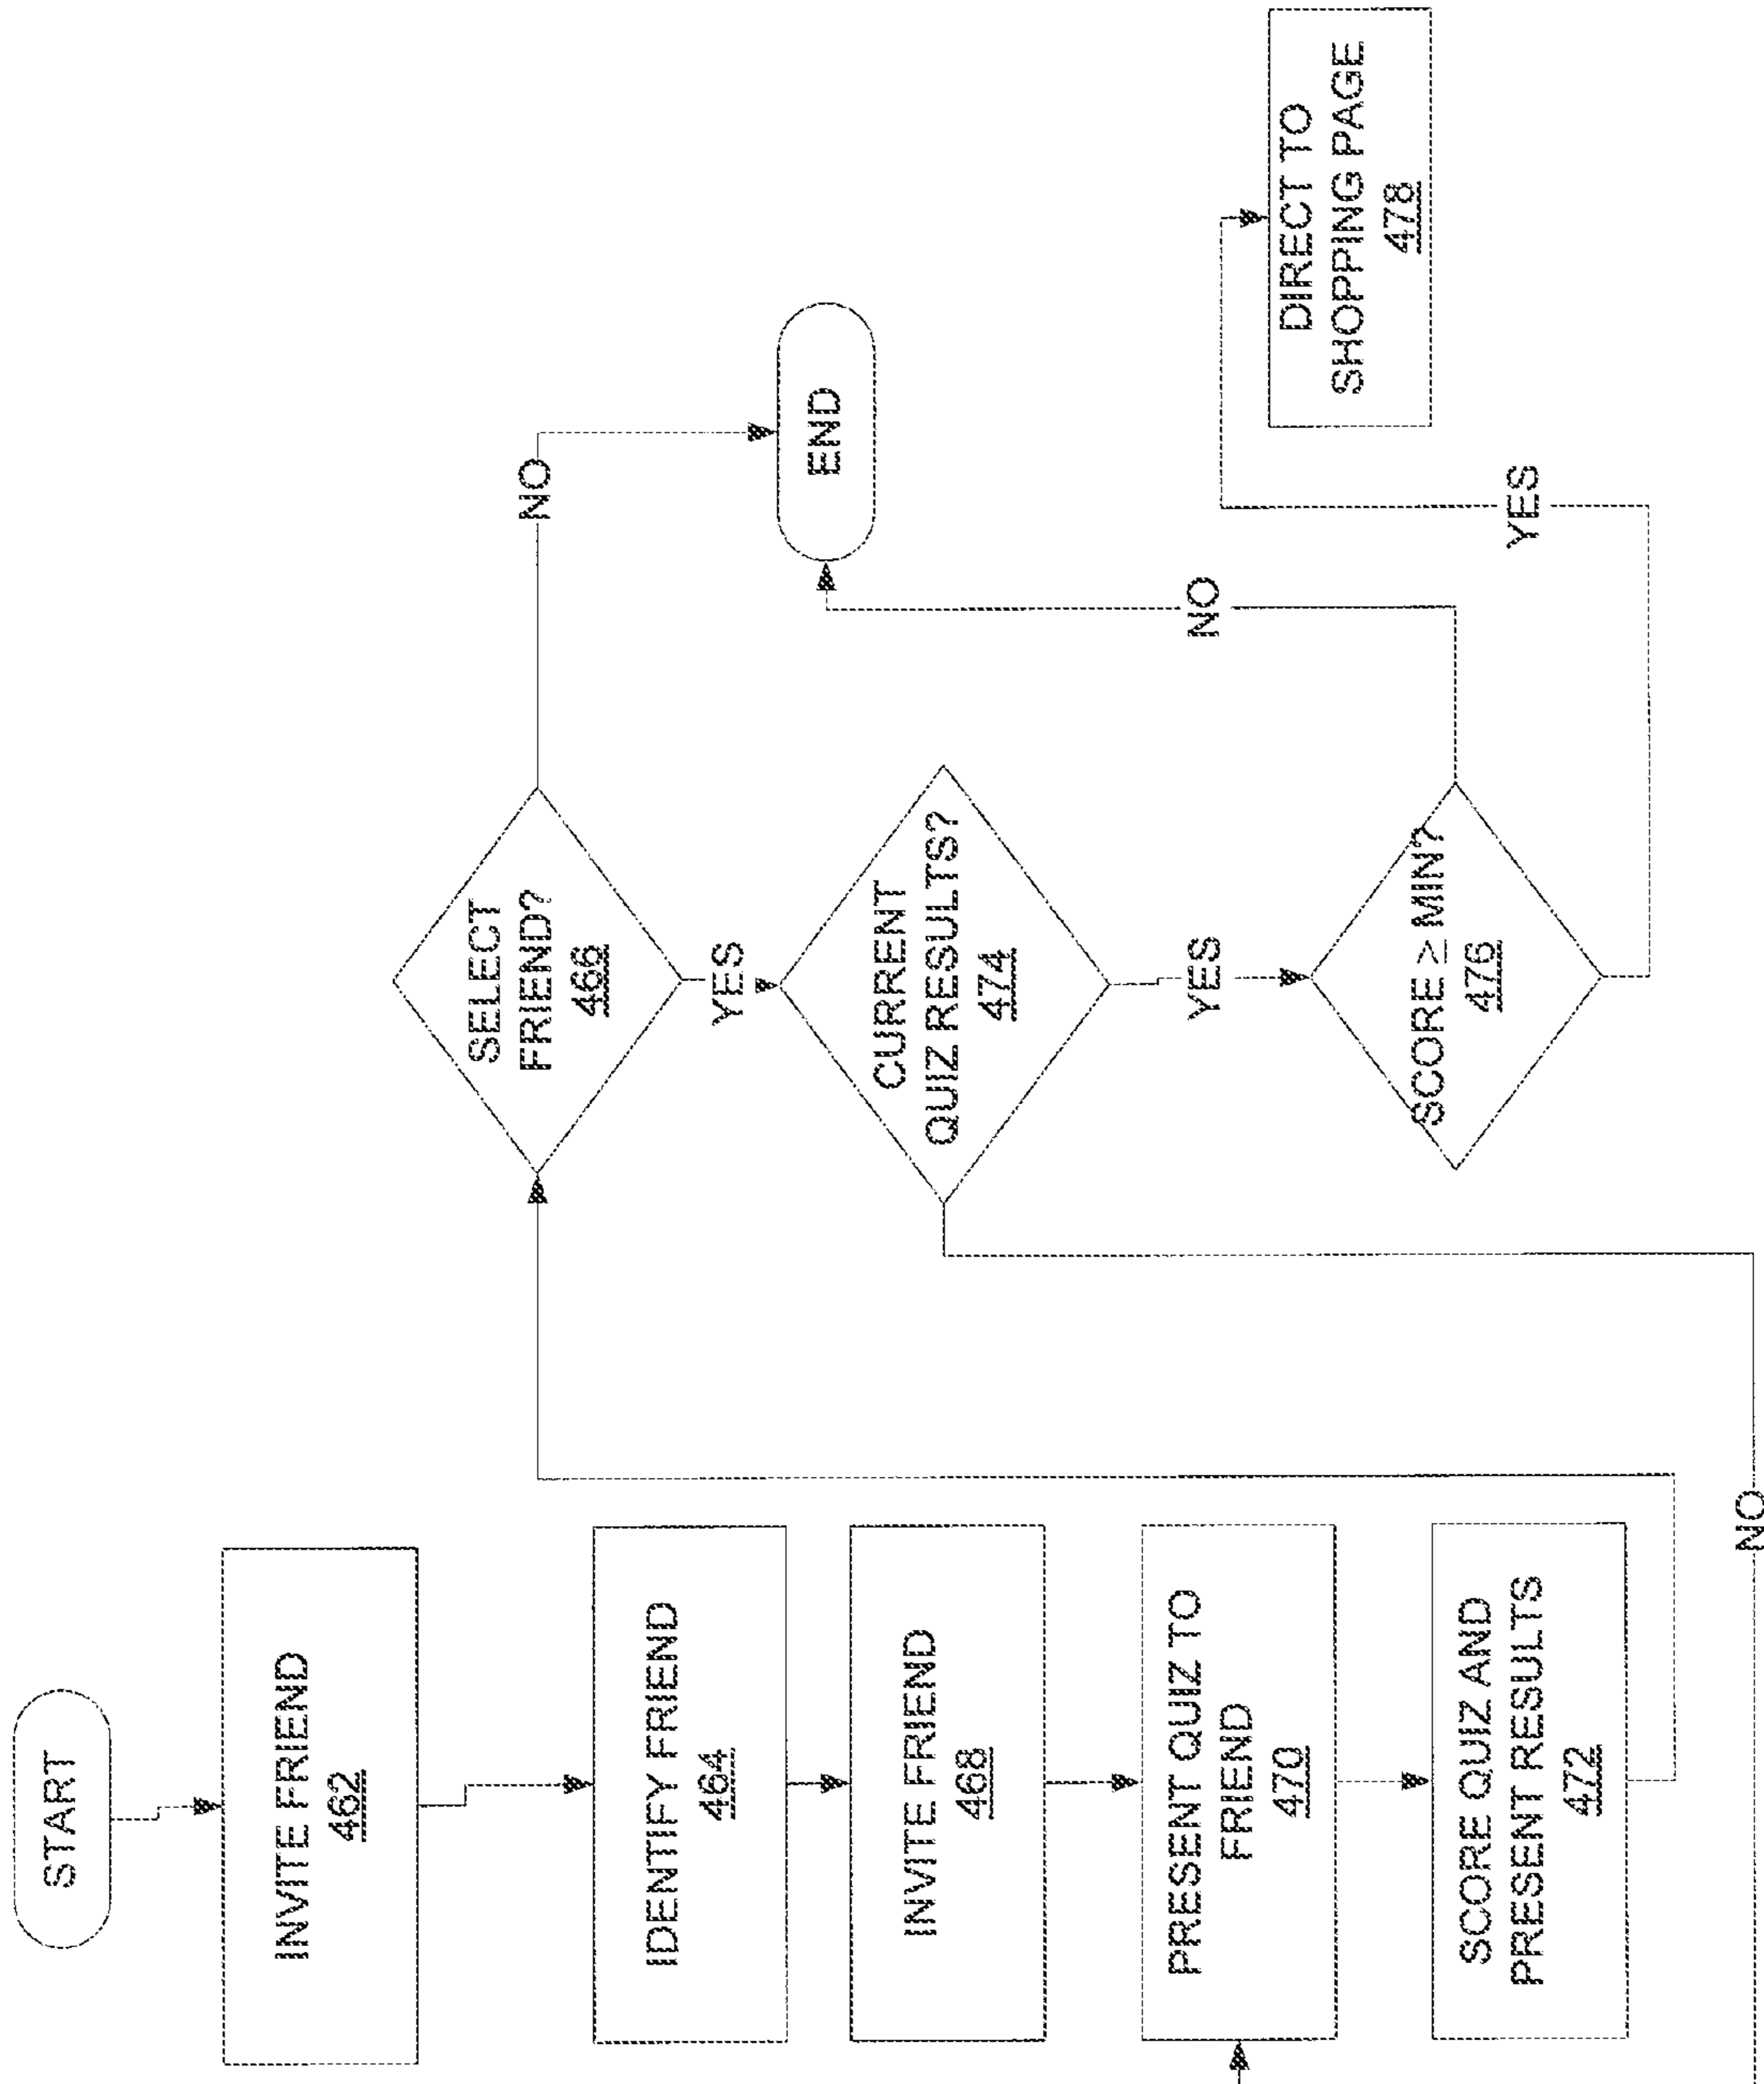 START
INVITE FRIEND
462
IDENTIFY FRIEND
464
INVITE FRIEND
468
PRESENT QUIZ TO
FRIEND
470
SCORE QUIZ AND
PRESENT RESULTS
472
SELECT
FRIEND?
466
NO
YES
CURRENT
QUIZ RESULTS?
474
NO
YES
SCORE ≥ MIN?
476
NO
YES
END
DIRECT TO
SHOPPING PAGE
478